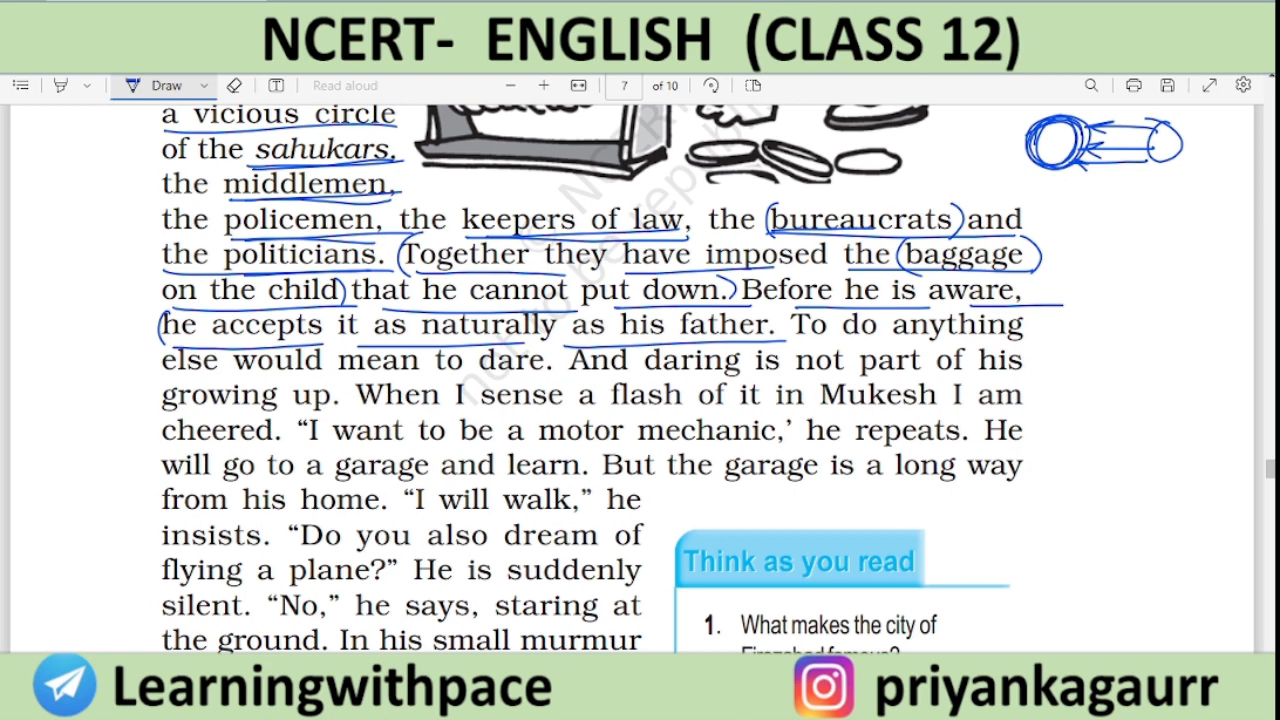 NCERT- ENGLISH (CLASS 12)
Draw
Read aloud
7
of 10
a vicious circle
of the sahukars,
the middlemen,
the policemen, the keepers of law, the bureaucrats and
the politicians. Together they have imposed the baggage
on the child that he cannot put down. Before he is aware,
he accepts it as naturally as his father. To do anything
else would mean to dare. And daring is not part of his
growing up. When I sense a flash of it in Mukesh I am
cheered. “I want to be a motor mechanic,’ he repeats. He
will go to a garage and learn. But the garage is a long way
from his home. “I will walk,” he
insists. “Do you also dream of
flying a plane?” He is suddenly
silent. “No,” he says, staring at
the ground. In his small murmur
Think as you read
1. What makes the city of
Firozabad famous?
not to be republished
Learningwithpace
priyankagaurr